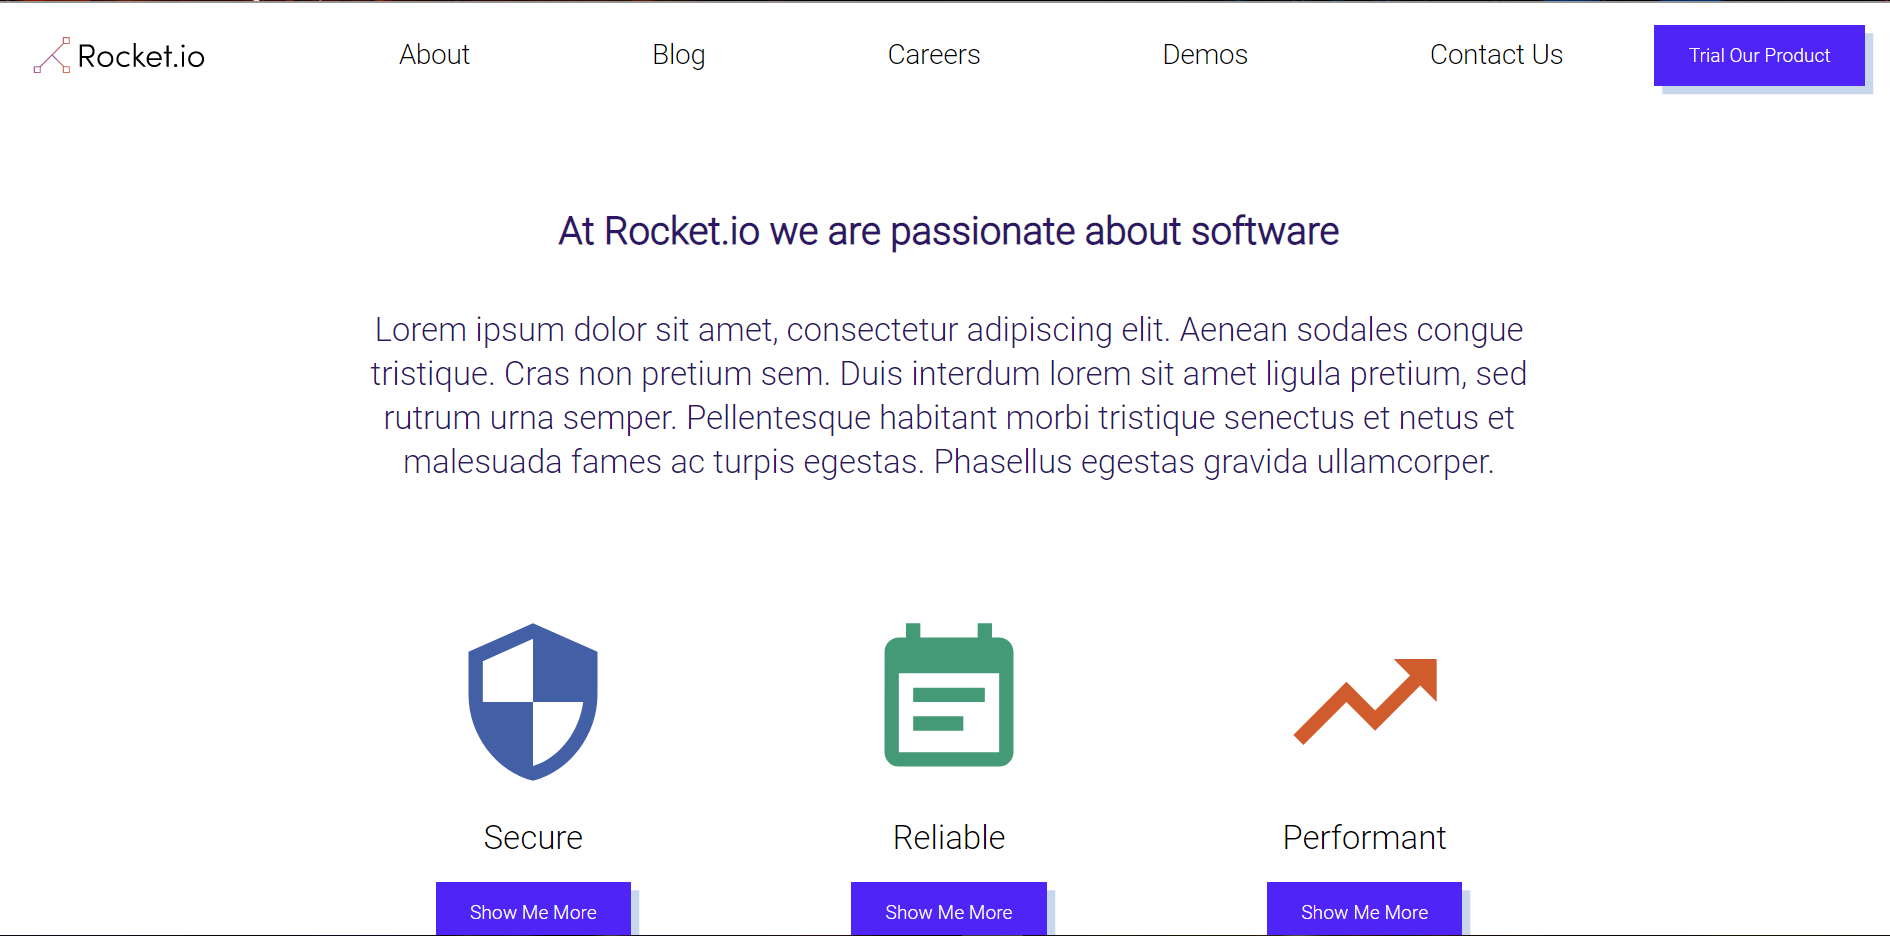 Rocket.io
About
Blog
Careers
Demos
Contact Us
Trial Our Product
At Rocket.io we are passionate about software
Lorem ipsum dolor sit amet, consectetur adipiscing elit. Aenean sodales congue
tristique. Cras non pretium sem. Duis interdum lorem sit amet ligula pretium, sed
rutrum urna semper. Pellentesque habitant morbi tristique senectus et netus et
malesuada fames ac turpis egestas. Phasellus egestas gravida ullamcorper.
Secure
Reliable
Performant
Show Me More
Show Me More
Show Me More